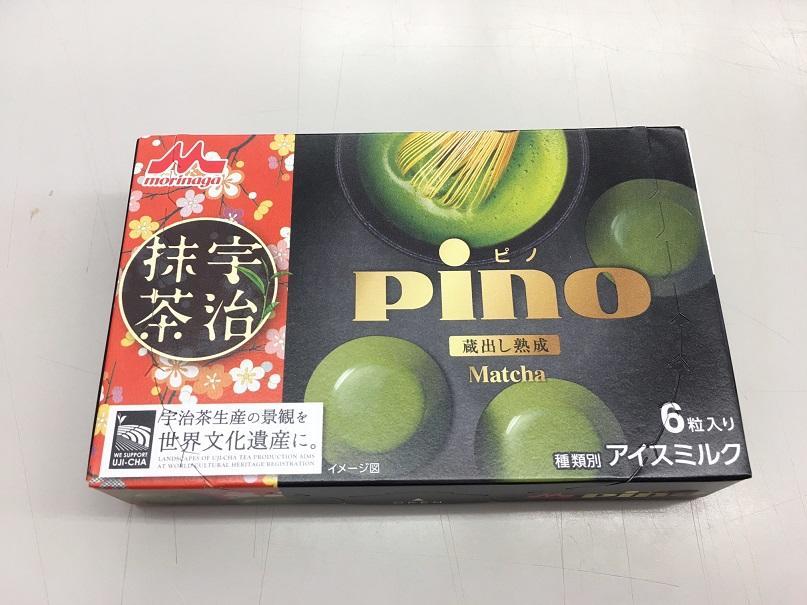 morinaga
宇治
抹茶
ピノ
pino
蔵出し熟成
Matcha
宇治茶生産の景観を
世界文化遺産に。
LANDSCAPES OF UJI-CHA TEA PRODUCTION AIMS
AT WORLD CULTURAL HERITAGE REGISTRATION
WE SUPPORT
UJI-CHA
イメージ図
6粒入り
種類別 アイスミルク
OPEN
pino